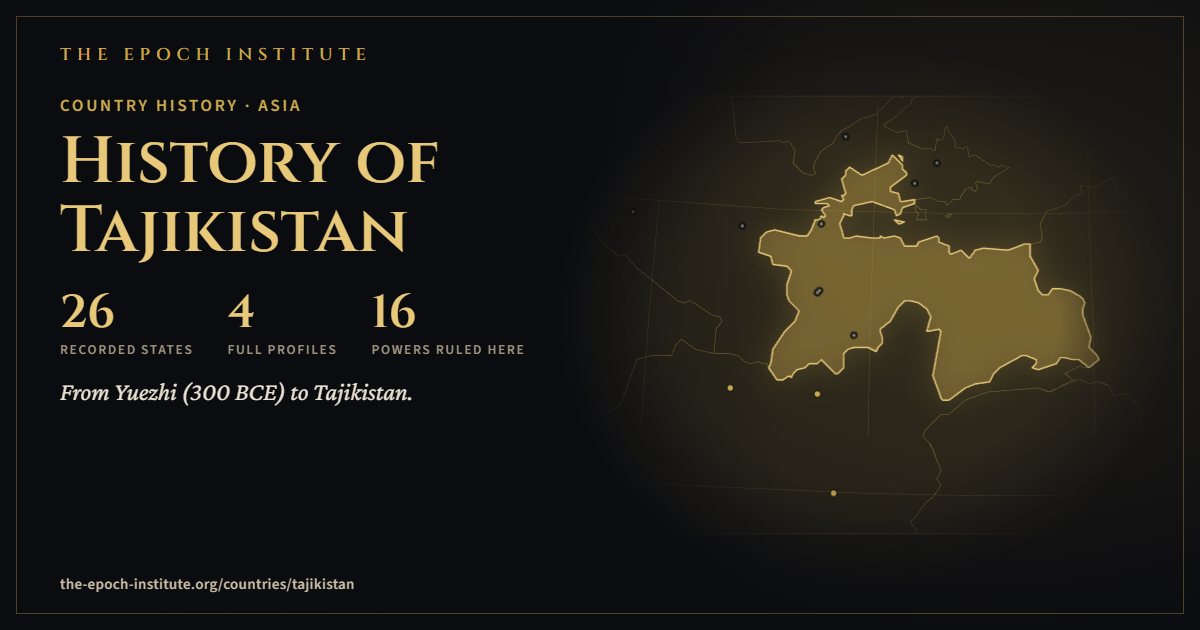 THE EPOCH INSTITUTE
COUNTRY HISTORY · ASIA
HISTORY OF
TAJIKISTAN
26 4 16
RECORDED STATES FULL PROFILES POWERS RULED HERE
From Yuezhi (300 BCE) to Tajikistan.
the-epoch-institute.org/countries/tajikistan